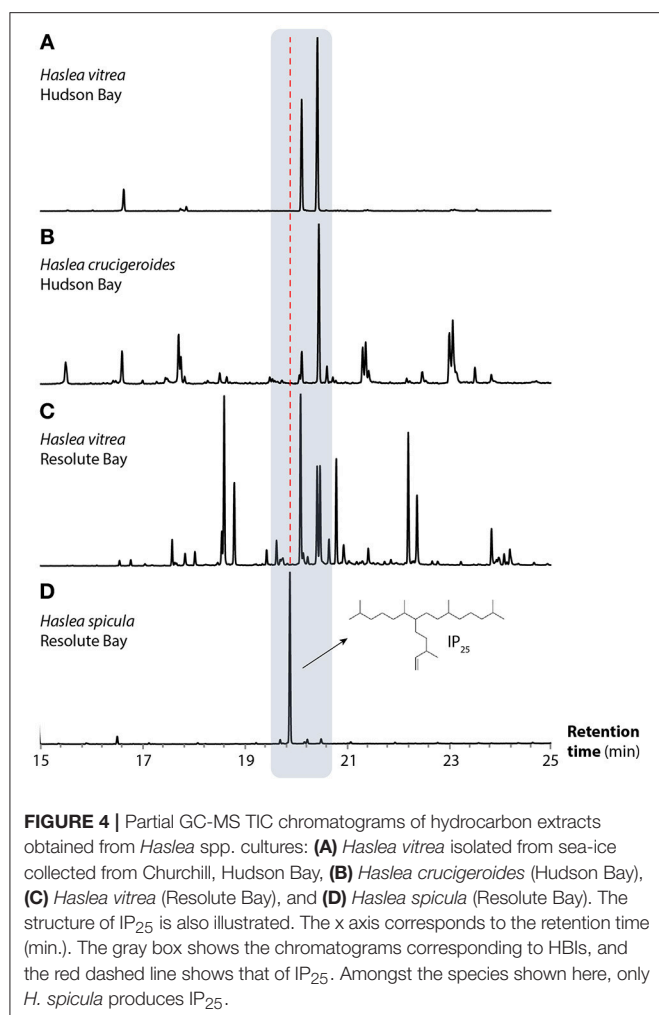 A
Haslea vitrea
Hudson Bay
B
Haslea crucigeroides
Hudson Bay
C
Haslea vitrea
Resolute Bay
D
Haslea spicula
Resolute Bay
IP25
Retention
time (min)
15 17 19 21 23 25
FIGURE 4 | Partial GC-MS TIC chromatograms of hydrocarbon extracts
obtained from Haslea spp. cultures: (A) Haslea vitrea isolated from sea-ice
collected from Churchill, Hudson Bay, (B) Haslea crucigeroides (Hudson Bay),
(C) Haslea vitrea (Resolute Bay), and (D) Haslea spicula (Resolute Bay). The
structure of IP25 is also illustrated. The x axis corresponds to the retention time
(min.). The gray box shows the chromatograms corresponding to HBIs, and
the red dashed line shows that of IP25. Amongst the species shown here, only
H. spicula produces IP25.